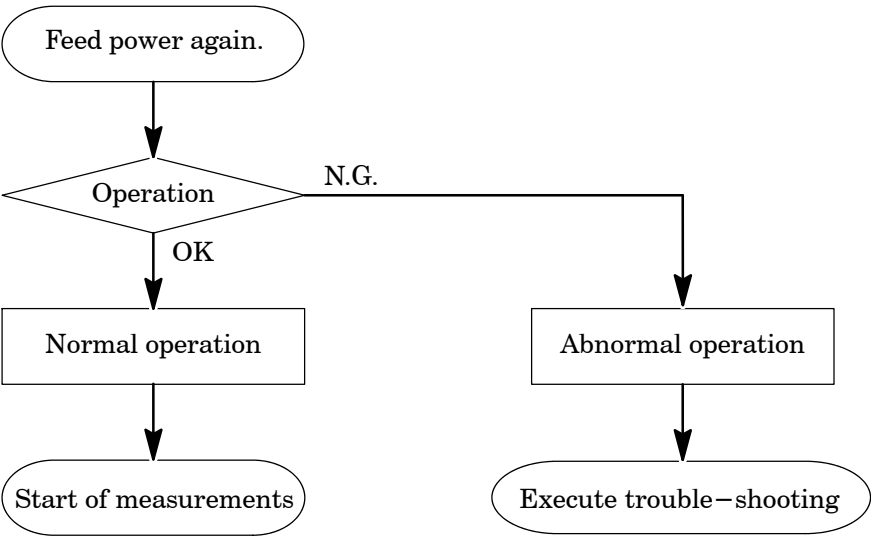 Feed power again.
Operation
N.G.
OK
Normal operation
Abnormal operation
Start of measurements
Execute trouble−shooting